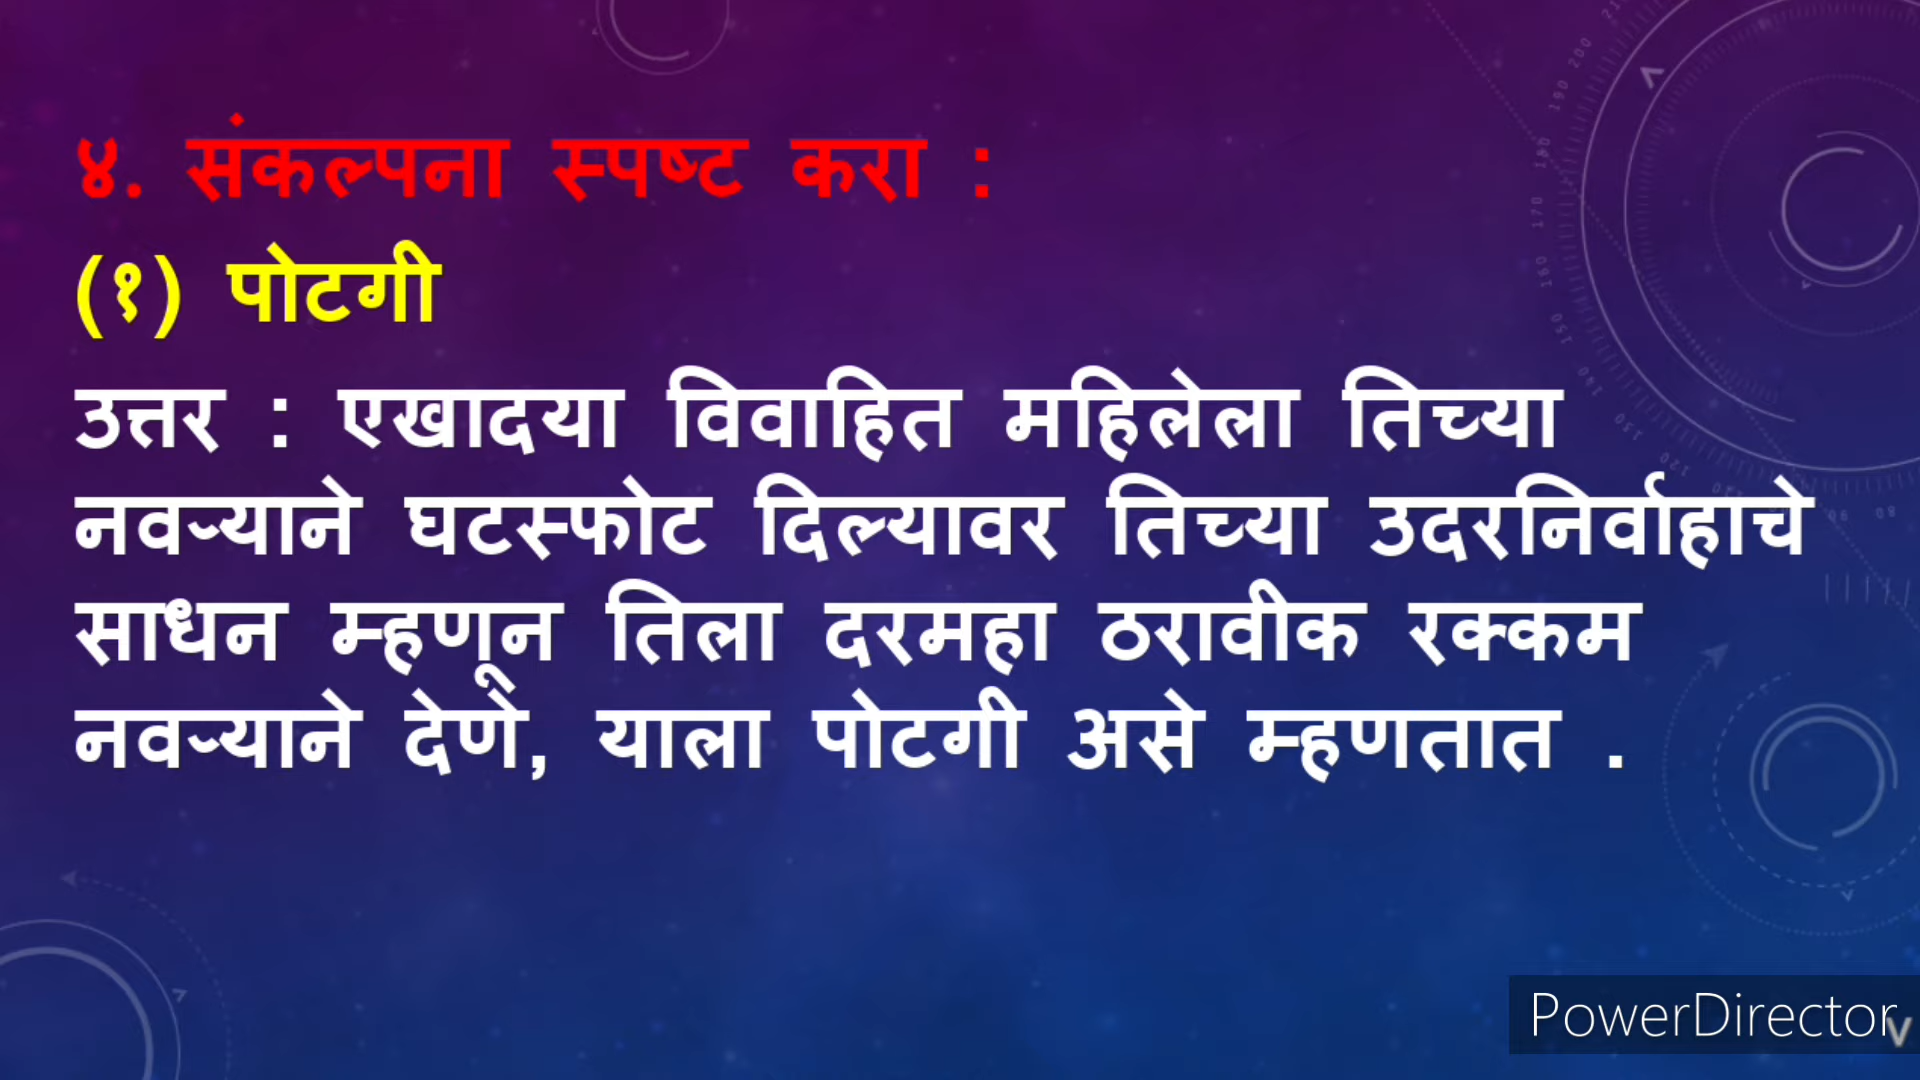 ४. संकल्पना स्पष्ट करा :
(१) पोटगी
उत्तर : एखादया विवाहित महिलेला तिच्या
नवऱ्याने घटस्फोट दिल्यावर तिच्या उदरनिर्वाहाचे
साधन म्हणून तिला दरमहा ठरावीक रक्कम
नवऱ्याने देणे, याला पोटगी असे म्हणतात .
PowerDirector